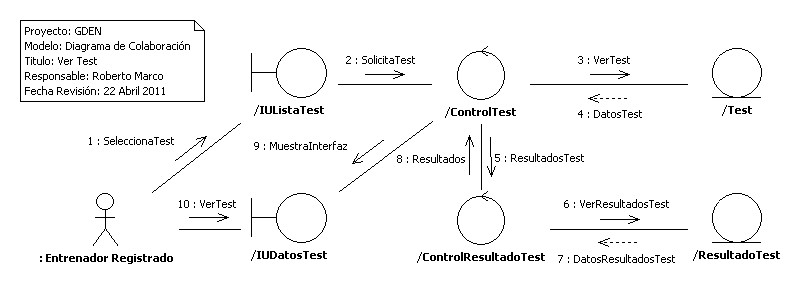 Proyecto: GDEN
Modelo: Diagrama de Colaboración
Titulo: Ver Test
Responsable: Roberto Marco
Fecha Revisión: 22 Abril 2011
2 : SolicitaTest
3 : VerTest
/IUListaTest
/ControlTest
/Test
4 : DatosTest
1 : SeleccionaTest
9 : MuestraInterfaz
8 : Resultados
5 : ResultadosTest
10 : VerTest
6 : VerResultadosTest
: Entrenador Registrado
/IUDatosTest
/ControlResultadoTest
7 : DatosResultadosTest
/ResultadoTest